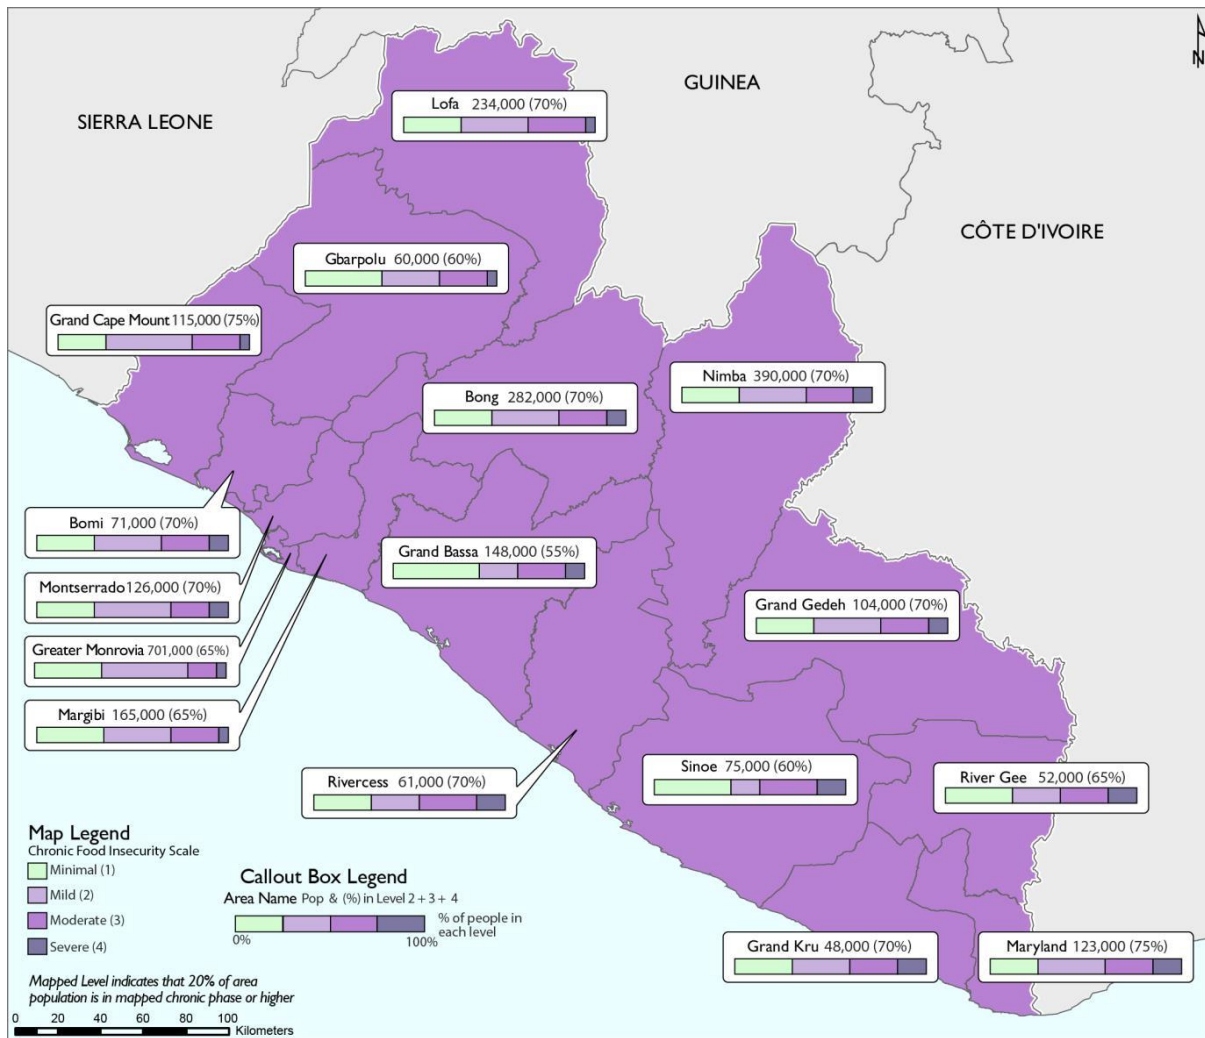 N
GUINEA
SIERRA LEONE
CÔTE D'IVOIRE
Lofa 234,000 (70%)
Gbarpolu 60,000 (60%)
Grand Cape Mount 115,000 (75%)
Nimba 390,000 (70%)
Bong 282,000 (70%)
Bomi 71,000 (70%)
Grand Bassa 148,000 (55%)
Montserrado 126,000 (70%)
Grand Gedeh 104,000 (70%)
Greater Monrovia 701,000 (65%)
Margibi 165,000 (65%)
Rivercess 61,000 (70%)
Sinoe 75,000 (60%)
River Gee 52,000 (65%)
Grand Kru 48,000 (70%)
Maryland 123,000 (75%)
Map Legend
Chronic Food Insecurity Scale
Minimal (1)
Mild (2)
Moderate (3)
Severe (4)
Mapped Level indicates that 20% of area
population is in mapped chronic phase or higher
0 20 40 60 80 100
Kilometers
Callout Box Legend
Area Name Pop & (%) in Level 2 + 3 + 4
% of people in
each level
0% 100%